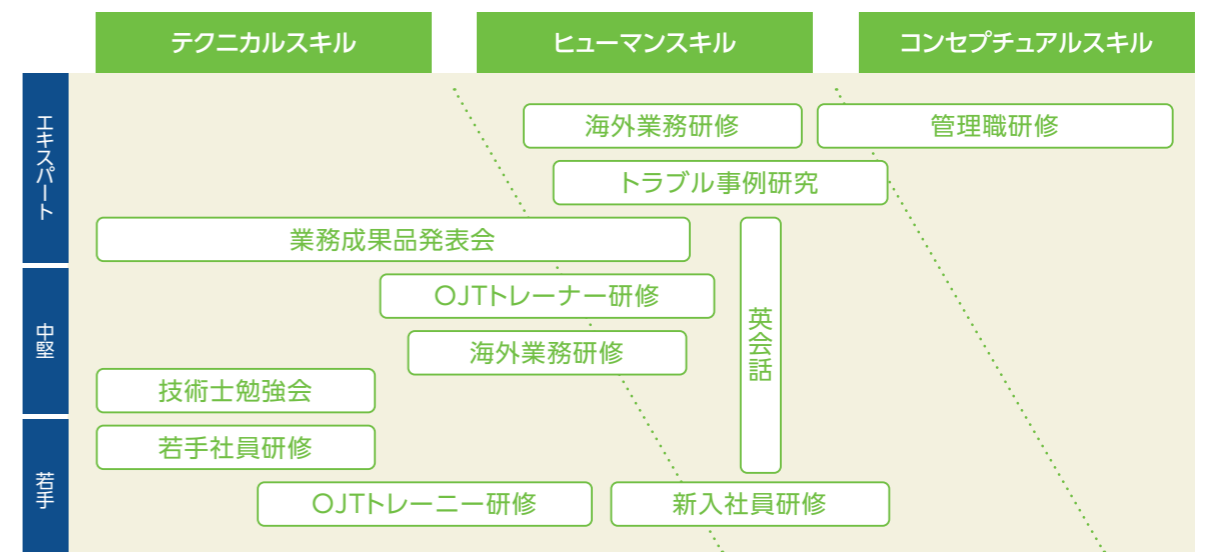 テクニカルスキル
ヒューマンスキル
コンセプチュアルスキル
エキスパート
海外業務研修
管理職研修
トラブル事例研究
業務成果品発表会
英会話
中堅
OJTトレーナー研修
海外業務研修
技術士勉強会
若手
若手社員研修
OJTトレーニー研修
新入社員研修